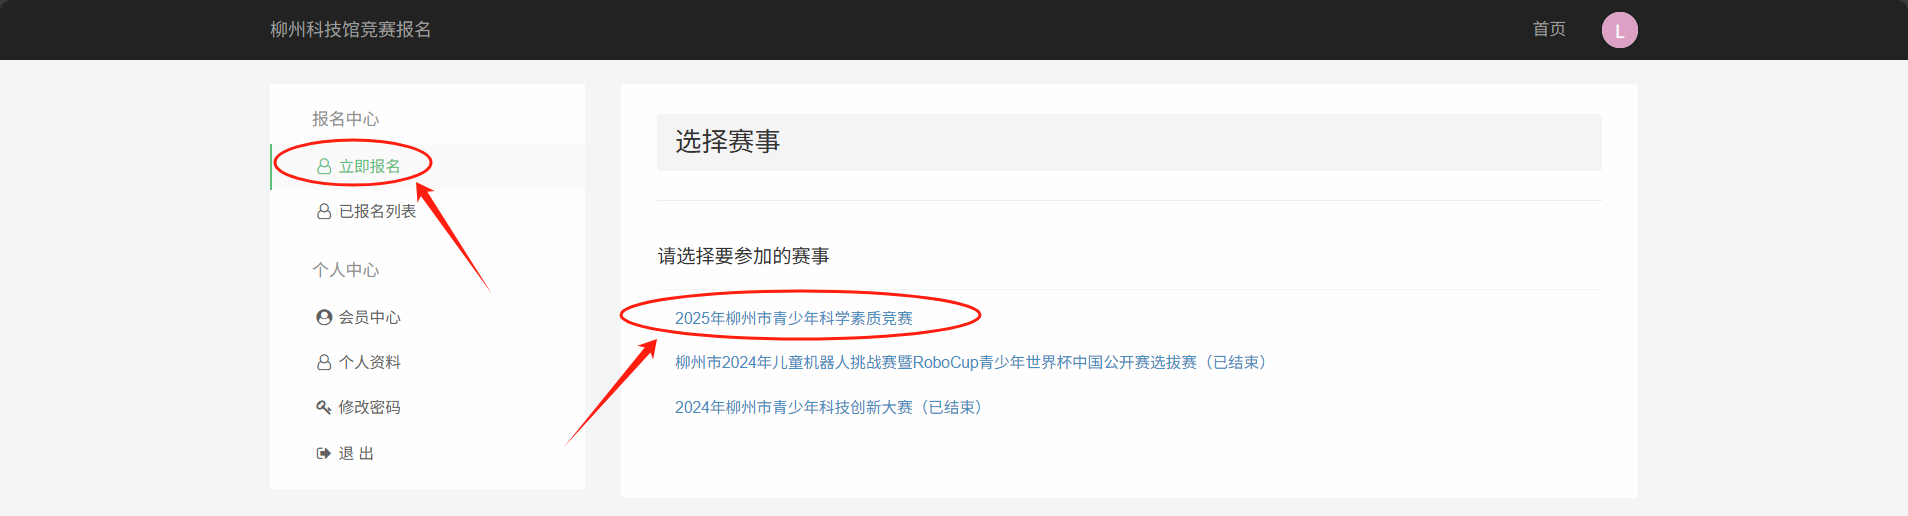 柳州科技馆竞赛报名
首页
L
报名中心
立即报名
已报名列表
个人中心
会员中心
个人资料
修改密码
退 出
选择赛事
请选择要参加的赛事
2025年柳州市青少年科学素质竞赛
柳州市2024年儿童机器人挑战赛暨RoboCup青少年世界杯中国公开赛选拔赛（已结束）
2024年柳州市青少年科技创新大赛（已结束）